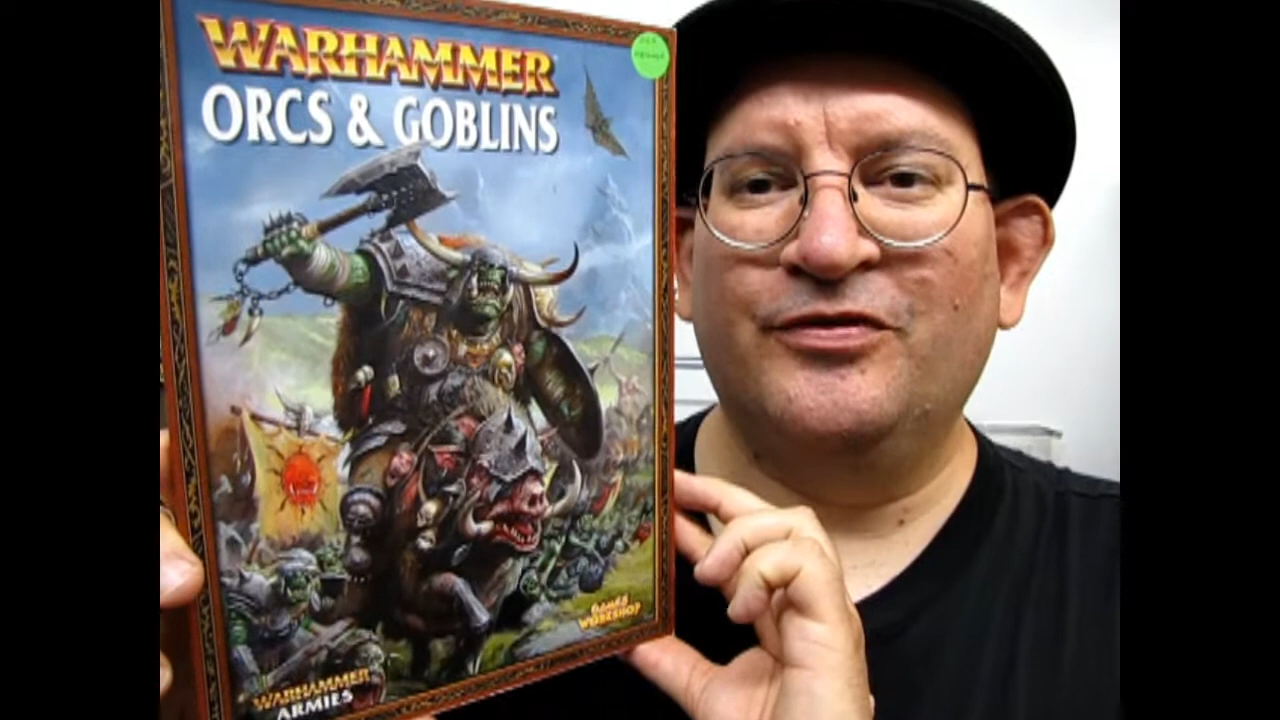 WARHAMMER
ORCS & GOBLINS
GAMES
WORKSHOP
WARHAMMER
ARMIES